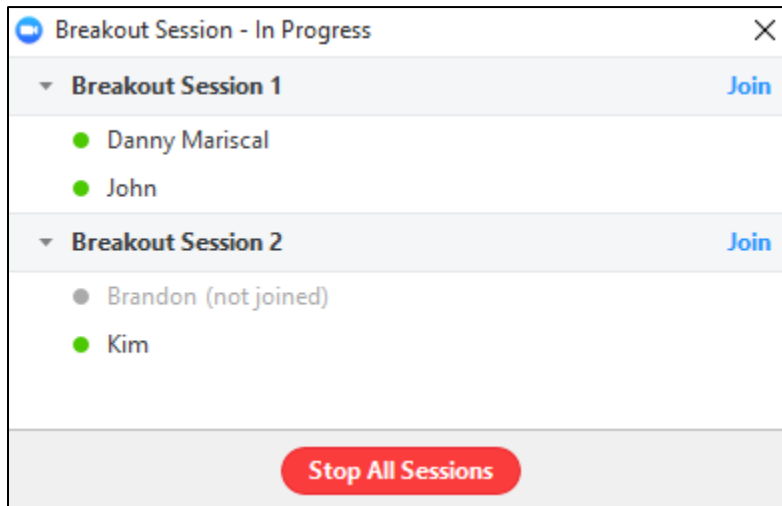 Breakout Session - In Progress
Breakout Session 1 Join
Danny Mariscal
John
Breakout Session 2 Join
Brandon (not joined)
Kim
Stop All Sessions